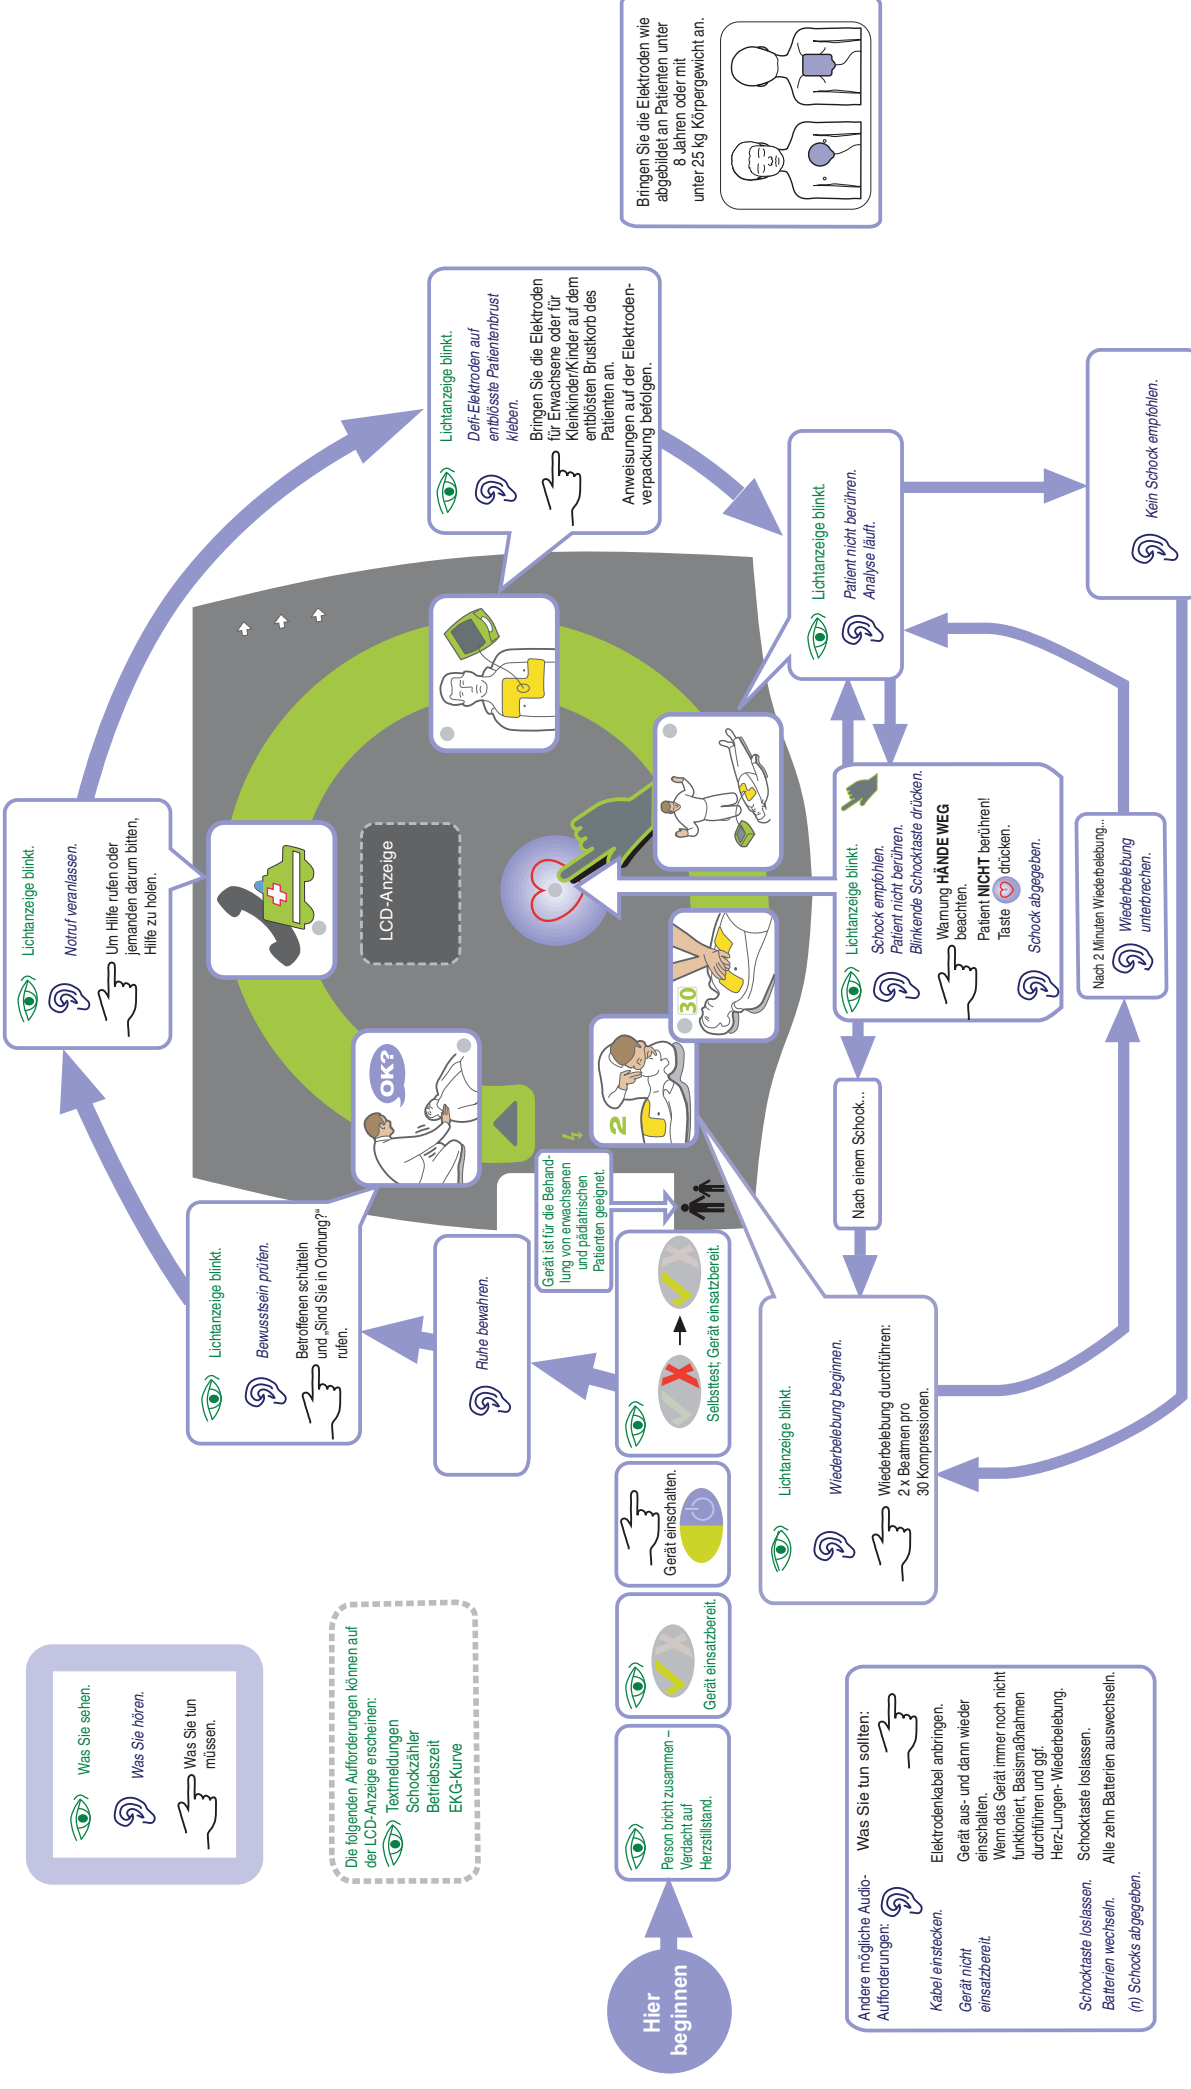 Was Sie sehen.
Was Sie hören.
Was Sie tun
müssen.
Die folgenden Aufforderungen können auf
der LCD-Anzeige erscheinen:
Textmeldungen
Schockzähler
Betriebszeit
EKG-Kurve
Hier
beginnen
Person bricht zusammen –
Verdacht auf
Herzstillstand.
Gerät einsatzbereit.
Gerät einschalten.
Selbsttest; Gerät einsatzbereit.
Gerät ist für die Behand-
lung von erwachsenen
und pädiatrischen
Patienten geeignet.
Ruhe bewahren.
Lichtanzeige blinkt.
Bewusstsein prüfen.
Betroffenen schütteln
und „Sind Sie in Ordnung?“
rufen.
OK?
Lichtanzeige blinkt.
Notruf veranlassen.
Um Hilfe rufen oder
jemanden darum bitten,
Hilfe zu holen.
LCD-Anzeige
Lichtanzeige blinkt.
Defi-Elektroden auf
entblösste Patientenbrust
kleben.
Bringen Sie die Elektroden
für Erwachsene oder für
Kleinkinder/Kinder auf dem
entblösten Brustkorb des
Patienten an.
Anweisungen auf der Elektroden-
verpackung befolgen.
Bringen Sie die Elektroden wie
abgebildet an Patienten unter
8 Jahren oder mit
unter 25 kg Körpergewicht an.
Lichtanzeige blinkt.
Patient nicht berühren.
Analyse läuft.
Kein Schock empfohlen.
Lichtanzeige blinkt.
Schock empfohlen.
Patient nicht berühren.
Blinkende Schocktaste drücken.
Warnung HÄNDE WEG
beachten.
Patient NICHT berühren!
Taste drücken.
Schock abgegeben.
Nach einem Schock...
2
30
Lichtanzeige blinkt.
Wiederbelebung beginnen.
Wiederbelebung durchführen:
2 x Beatmen pro
30 Kompressionen.
Nach 2 Minuten Wiederbelebung...
Wiederbelebung
unterbrechen.
Andere mögliche Audio-
Aufforderungen:
Was Sie tun sollten:
Kabel einstecken.
Elektrodenkabel anbringen.
Gerät nicht
einsatzbereit.
Gerät aus- und dann wieder
einschalten.
Wenn das Gerät immer noch nicht
funktioniert, Basismaßnahmen
durchführen und ggf.
Herz-Lungen- Wiederbelebung.
Schocktaste loslassen.
Schocktaste loslassen.
Batterien wechseln.
Alle zehn Batterien auswechseln.
(n) Schocks abgegeben.